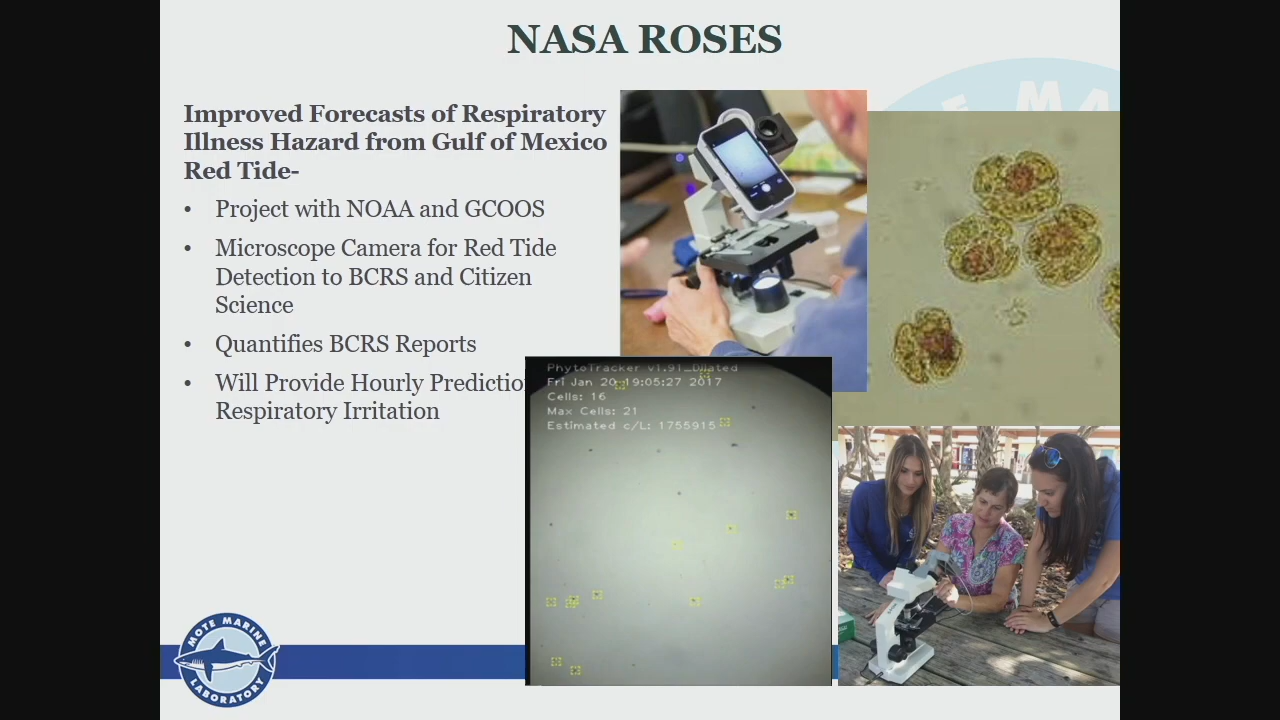 NASA ROSES
Improved Forecasts of Respiratory
Illness Hazard from Gulf of Mexico
Red Tide-
• Project with NOAA and GCOOS
• Microscope Camera for Red Tide
Detection to BCRS and Citizen
Science
• Quantifies BCRS Reports
• Will Provide Hourly Predictio
Respiratory Irritation
PhytoTracker v1.91_Dilated
Fri Jan 20 19:05:27 2017
Cells: 16
Max Cells: 21
Estimated c/L: 1755915
MOTE MARINE
LABORATORY
E MA